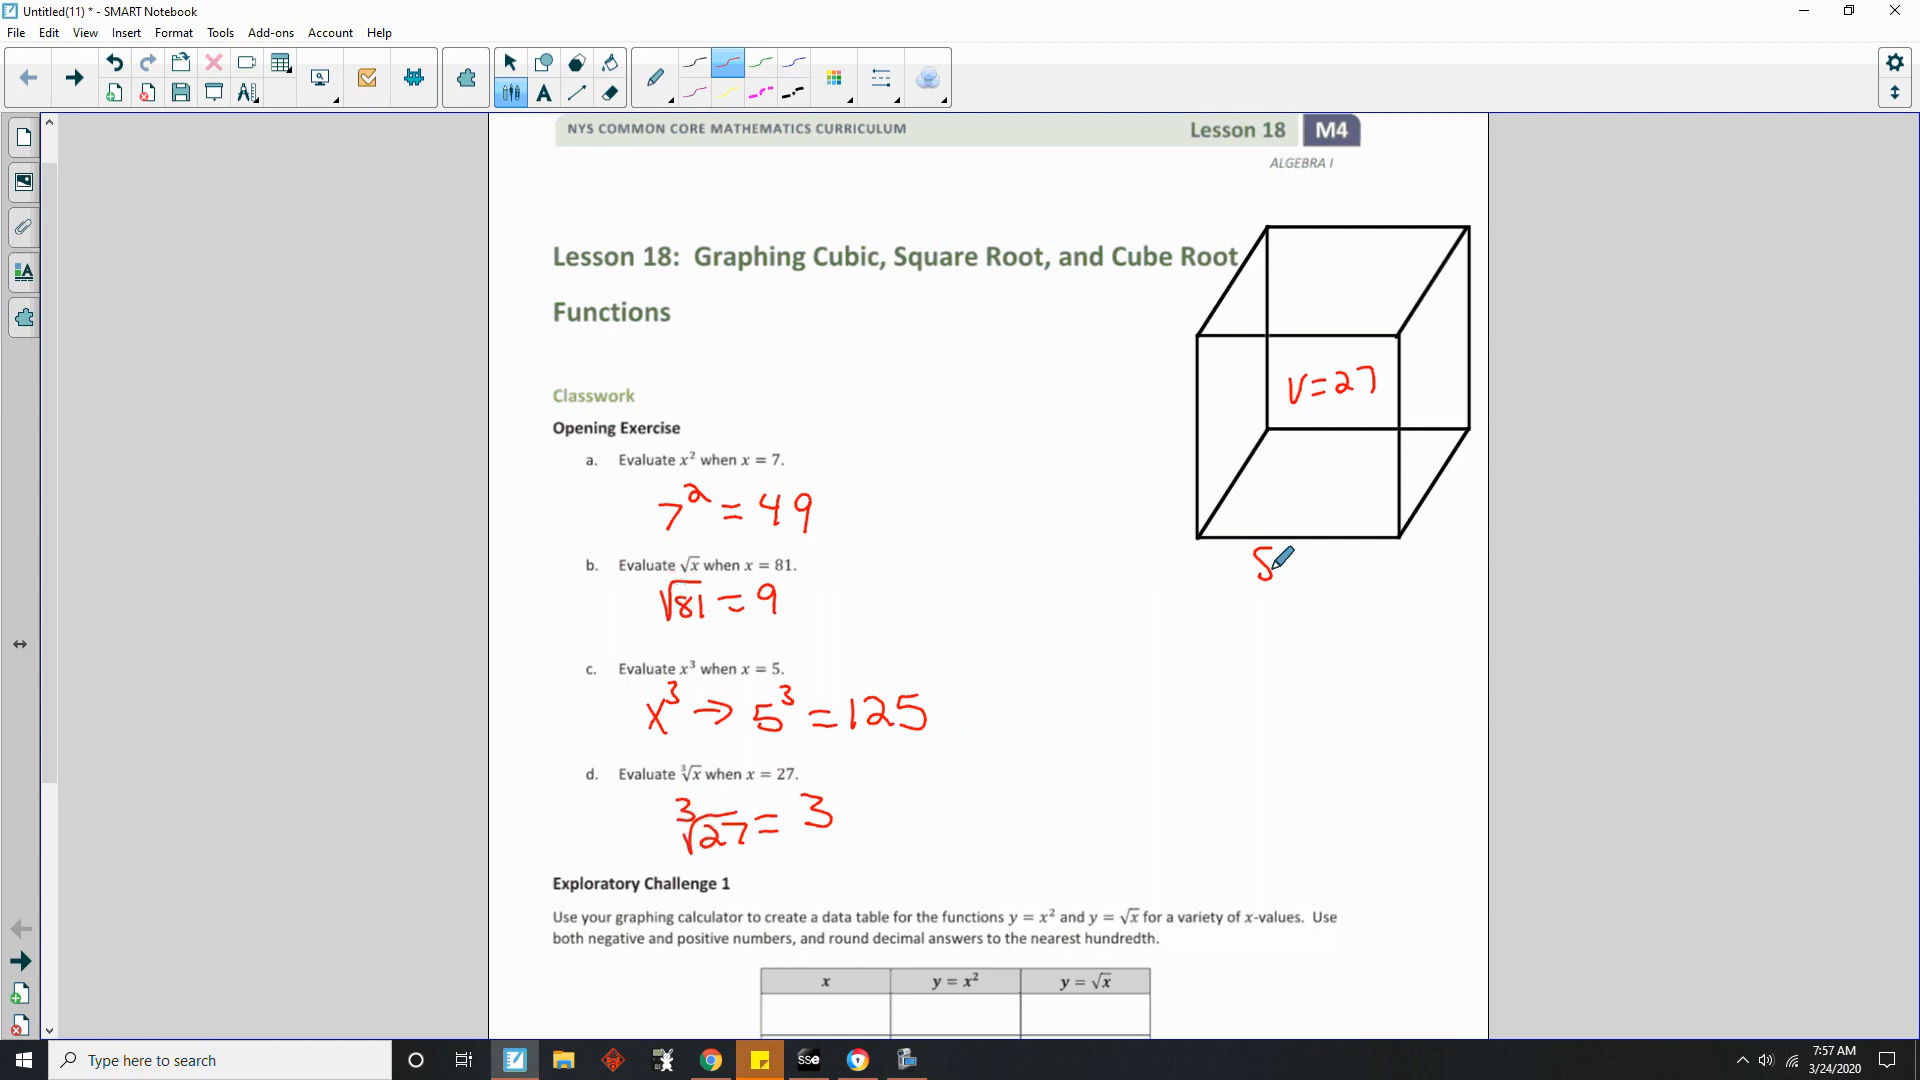 Untitled(11) * - SMART Notebook
File Edit View Insert Format Tools Add-ons Account Help
NYS COMMON CORE MATHEMATICS CURRICULUM Lesson 18 M4
ALGEBRA I
Lesson 18: Graphing Cubic, Square Root, and Cube Root
Functions
V=27
Classwork
Opening Exercise
a. Evaluate x² when x = 7.
7² = 49
b. Evaluate √x when x = 81.
S
√81 = 9
c. Evaluate x³ when x = 5.
x³ → 5³ = 125
d. Evaluate ∛x when x = 27.
∛27 = 3
Exploratory Challenge 1
Use your graphing calculator to create a data table for the functions y = x² and y = √x for a variety of x-values. Use
both negative and positive numbers, and round decimal answers to the nearest hundredth.
x y = x² y = √x
Type here to search
sse
7:57 AM
3/24/2020